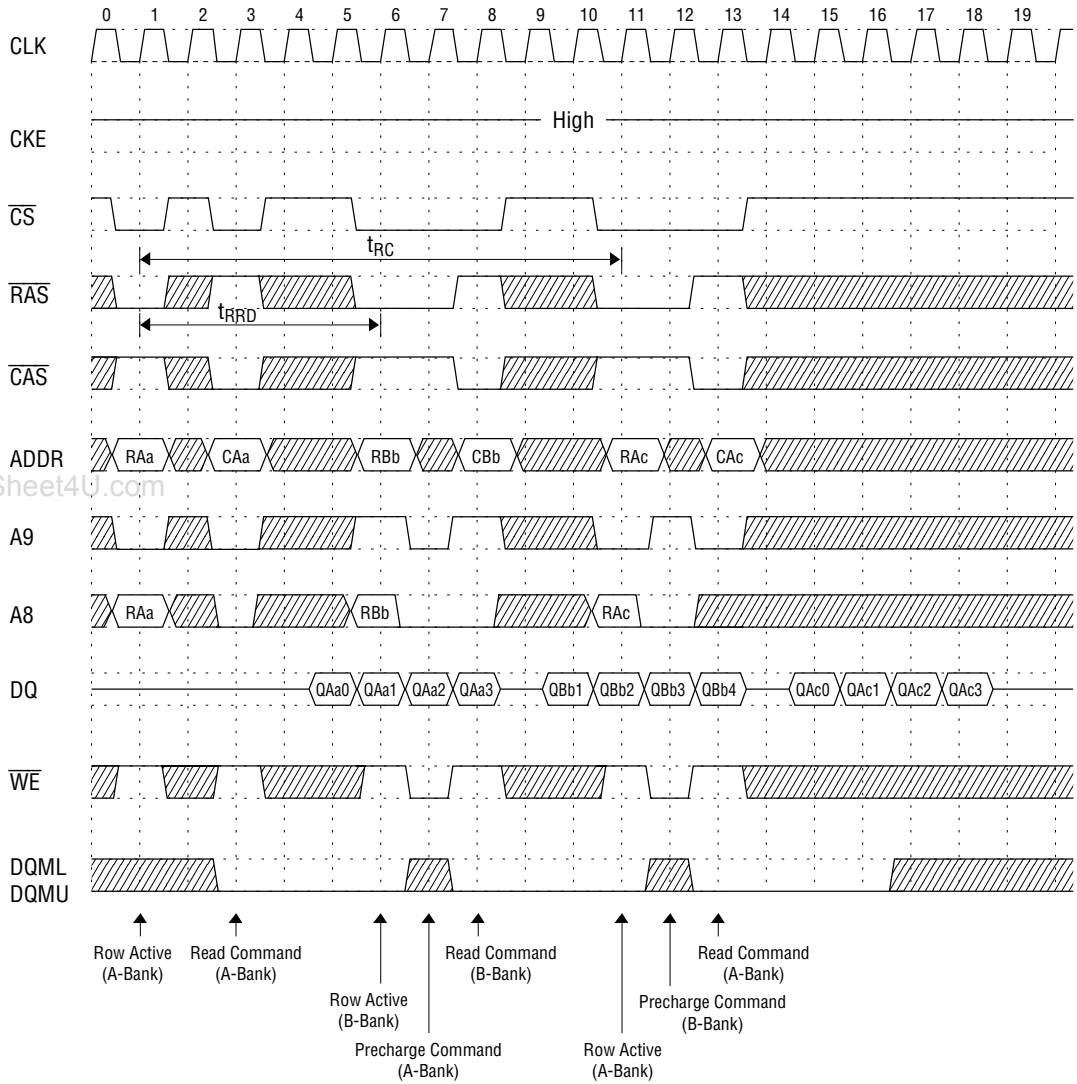 0 1 2 3 4 5 6 7 8 9 10 11 12 13 14 15 16 17 18 19
CLK
High
CKE
CS
tRC
RAS
tRRD
CAS
ADDR RAa CAa RBb CBb RAc CAc
Sheet4U.com
A9
A8 RAa RBb RAc
DQ QAa0 QAa1 QAa2 QAa3 QBb1 QBb2 QBb3 QBb4 QAc0 QAc1 QAc2 QAc3
WE
DQML
DQMU
Row Active
(A-Bank)
Read Command
(A-Bank)
Read Command
(B-Bank)
Read Command
(A-Bank)
Row Active
(B-Bank)
Precharge Command
(B-Bank)
Precharge Command
(A-Bank)
Row Active
(A-Bank)